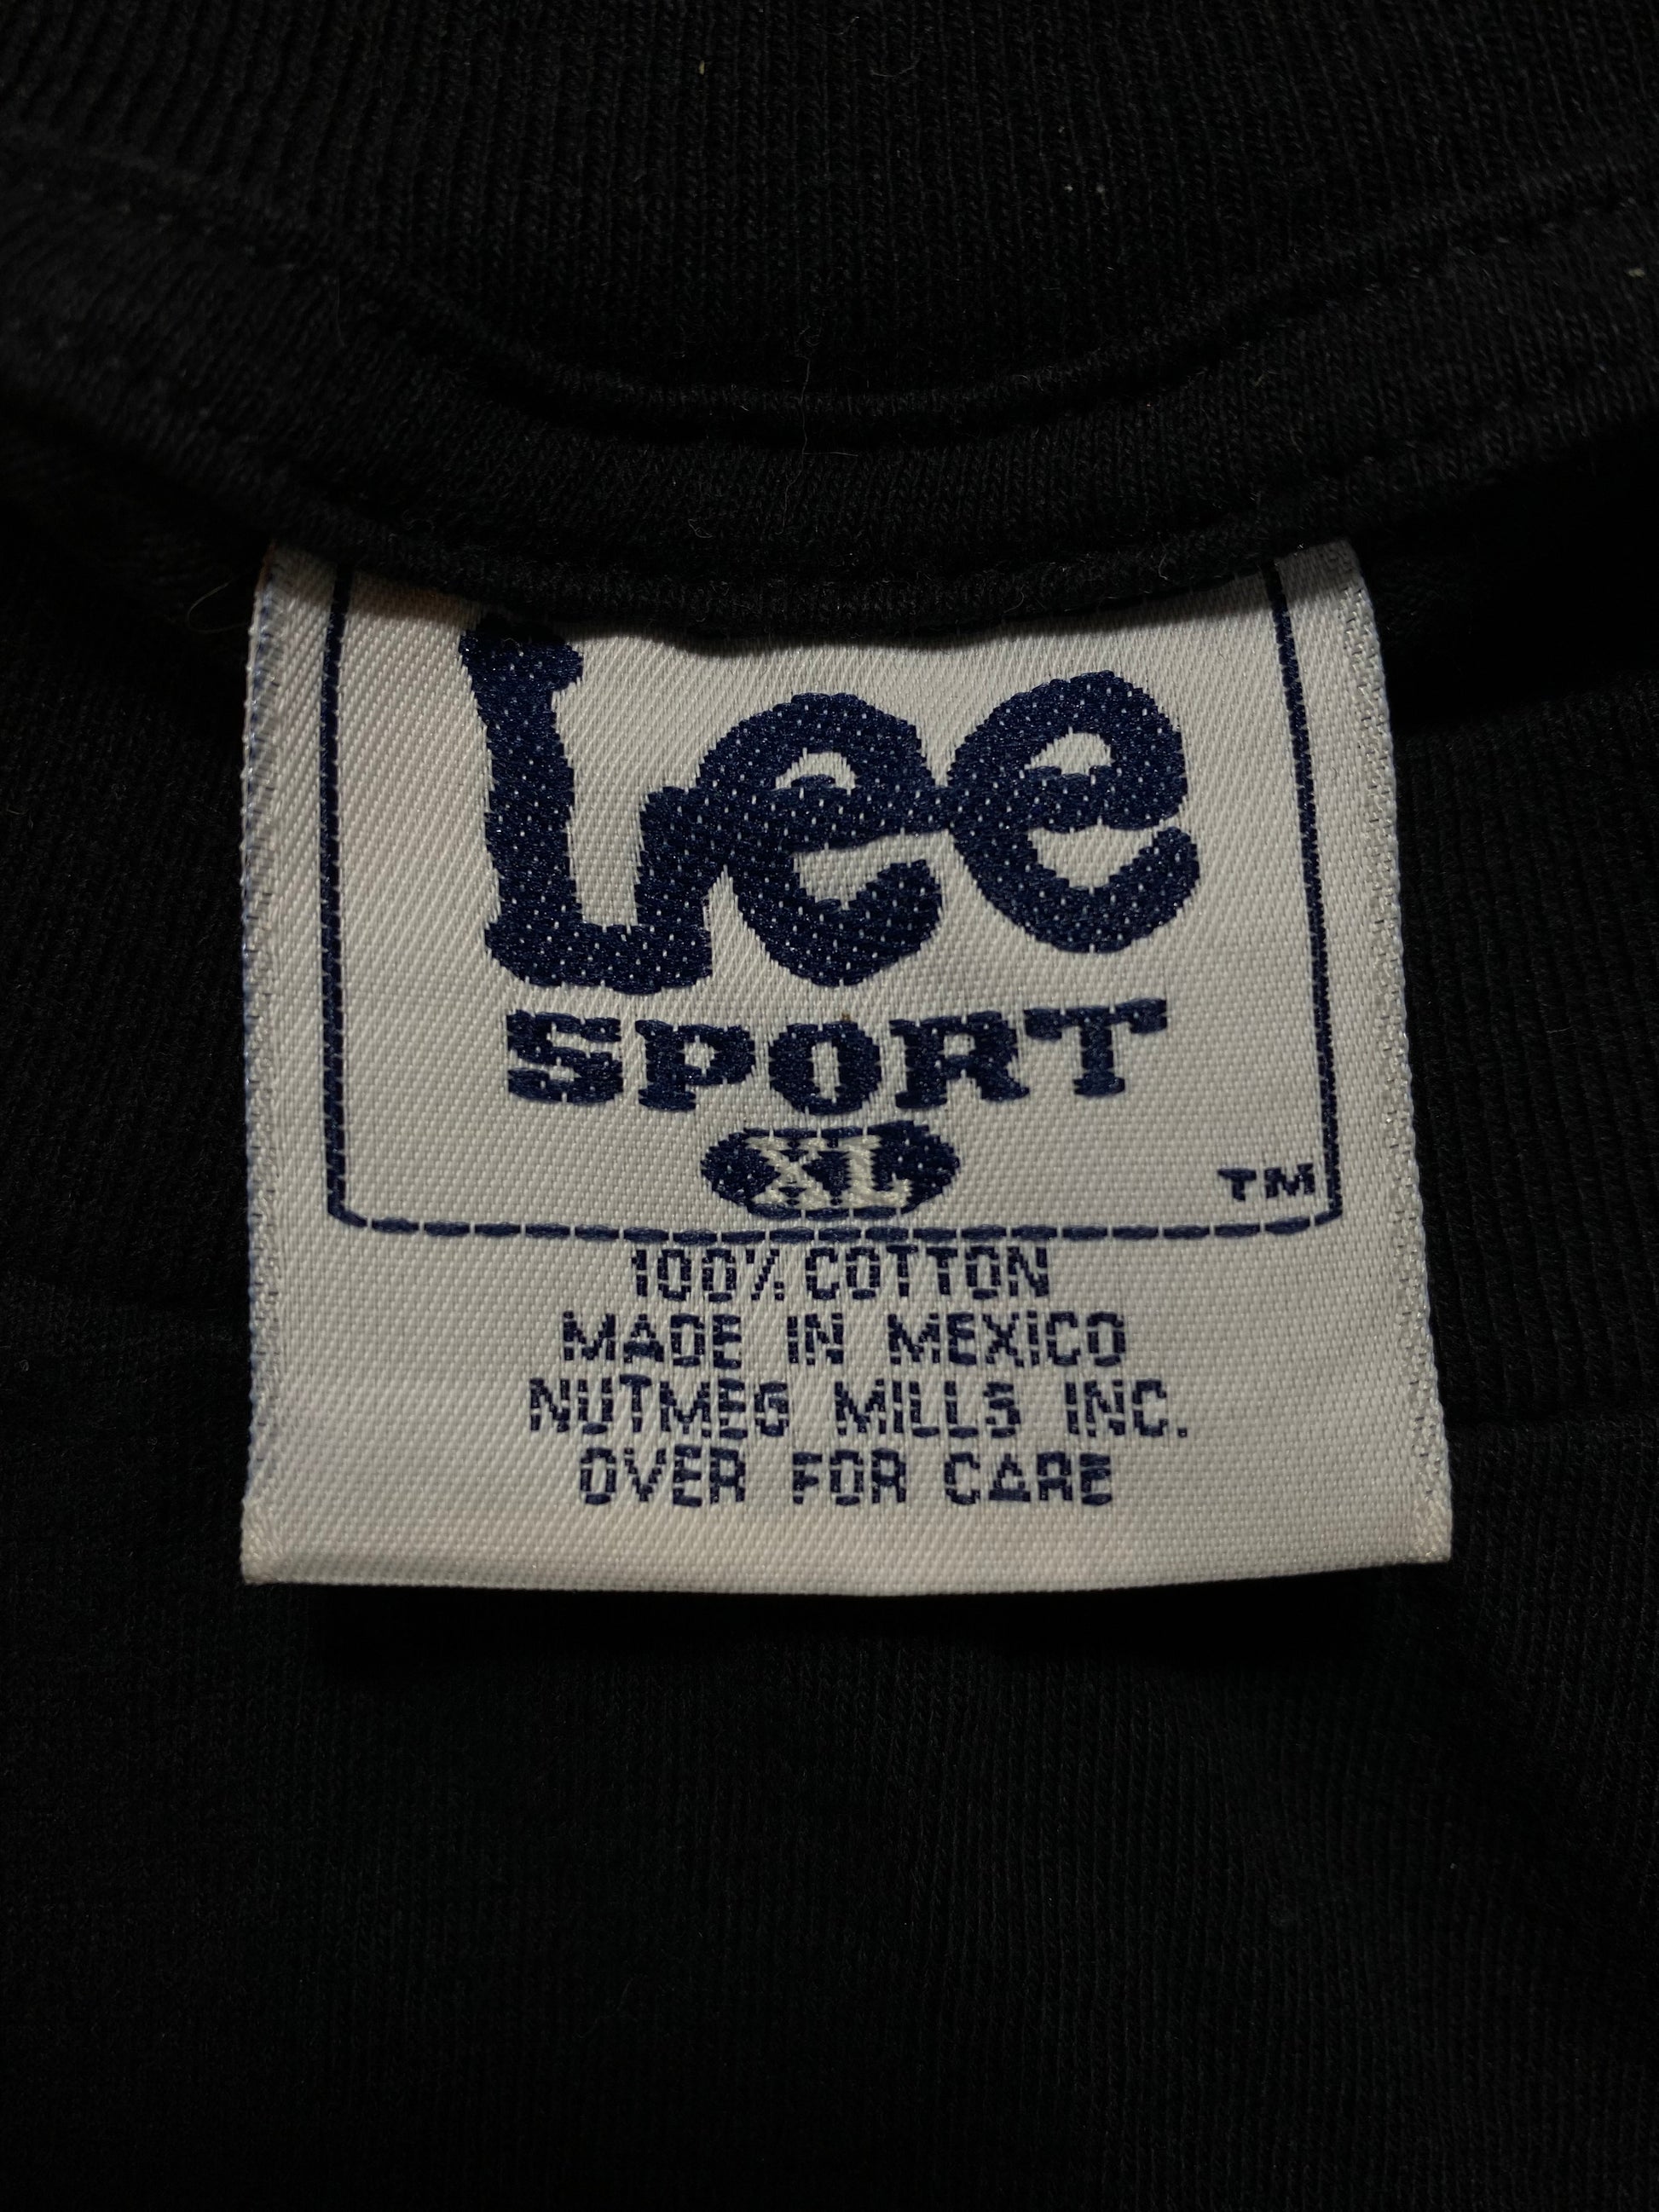 Lee
SPORT
XL
TM
100% COTTON
MADE IN MEXICO
NUTMEG MILLS INC.
OVER FOR CARE